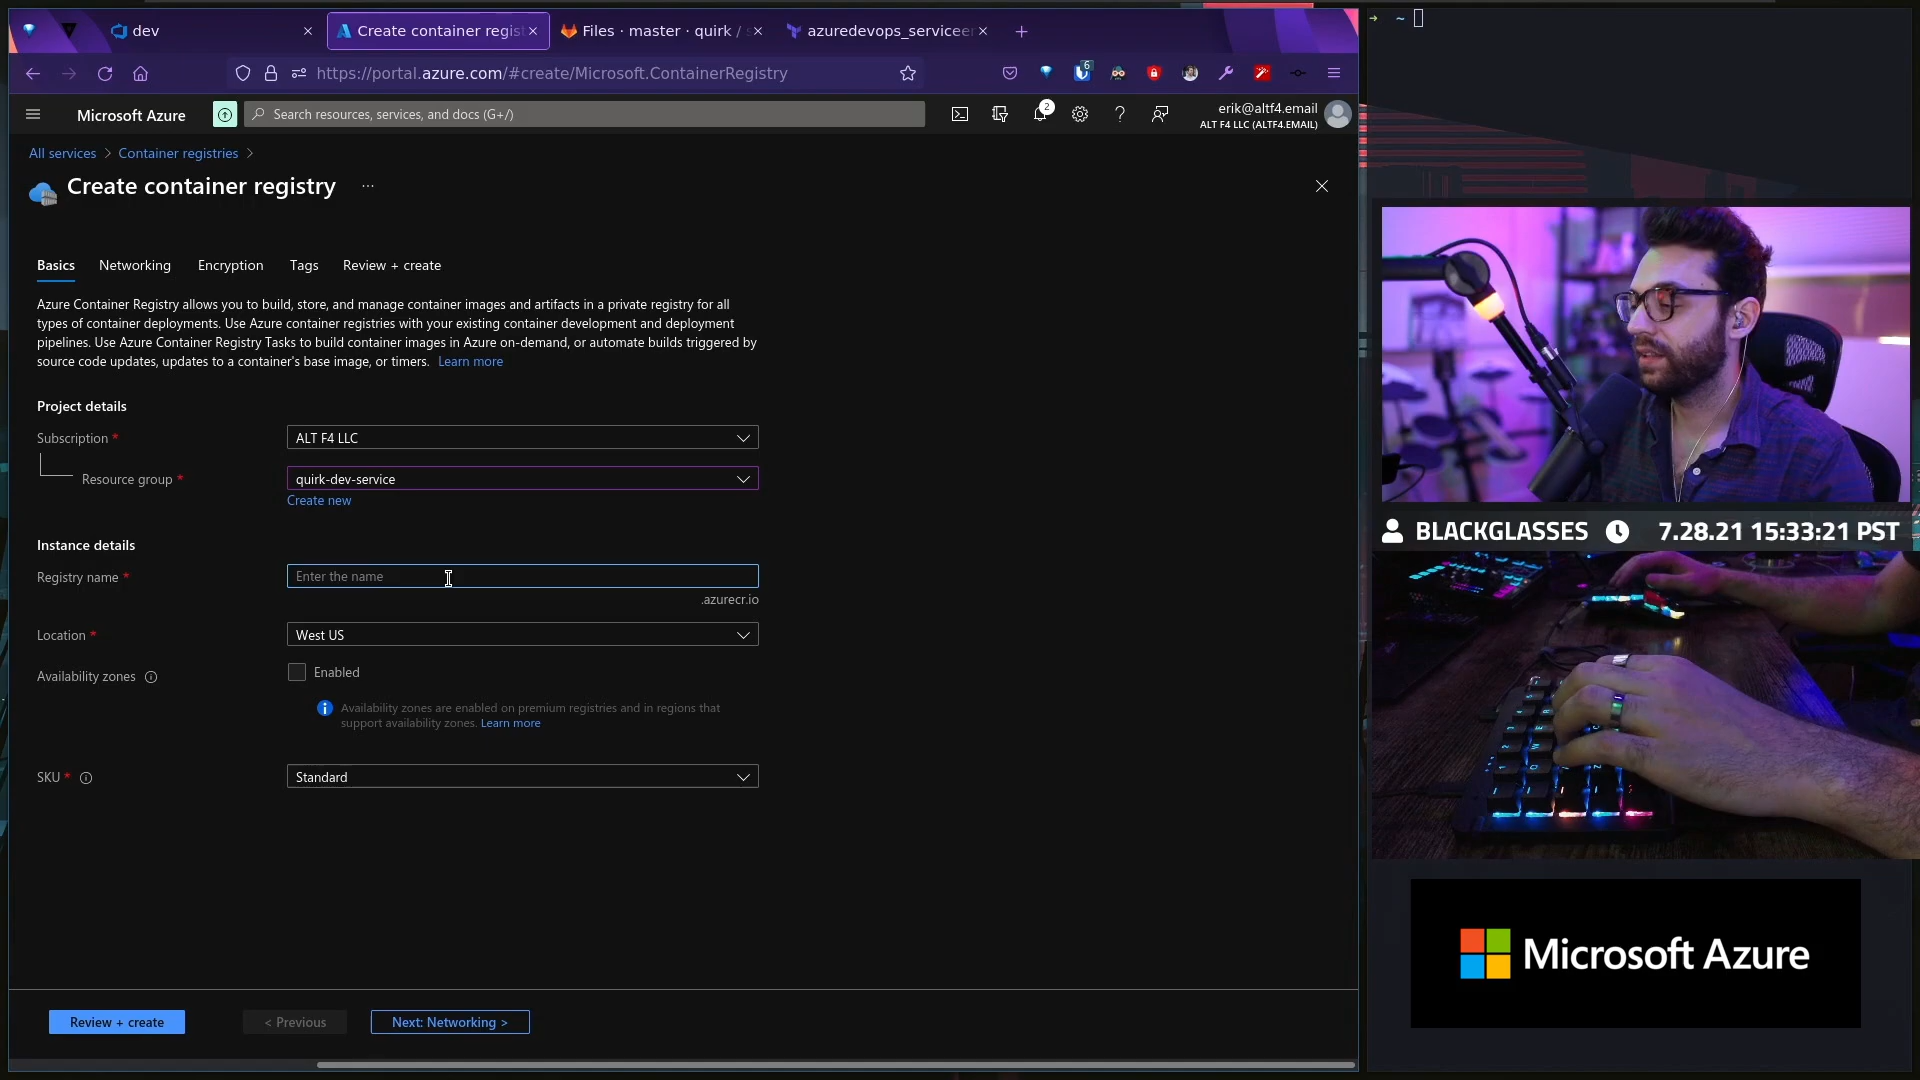 dev
Create container regist
Files · master · quirk / s
azuredevops_serviceer
https://portal.azure.com/#create/Microsoft.ContainerRegistry
6
Microsoft Azure
Search resources, services, and docs (G+/)
2
erik@altf4.email
ALT F4 LLC (ALTF4.EMAIL)
All services > Container registries >
Create container registry ...
Basics
Networking
Encryption
Tags
Review + create
Azure Container Registry allows you to build, store, and manage container images and artifacts in a private registry for all
types of container deployments. Use Azure container registries with your existing container development and deployment
pipelines. Use Azure Container Registry Tasks to build container images in Azure on-demand, or automate builds triggered by
source code updates, updates to a container's base image, or timers. Learn more
Project details
Subscription *
ALT F4 LLC
Resource group *
quirk-dev-service
Create new
Instance details
Registry name *
Enter the name
.azurecr.io
Location *
West US
Availability zones
Enabled
Availability zones are enabled on premium registries and in regions that
support availability zones. Learn more
SKU *
Standard
Review + create
< Previous
Next: Networking >
~
BLACKGLASSES
7.28.21 15:33:21 PST
Microsoft Azure